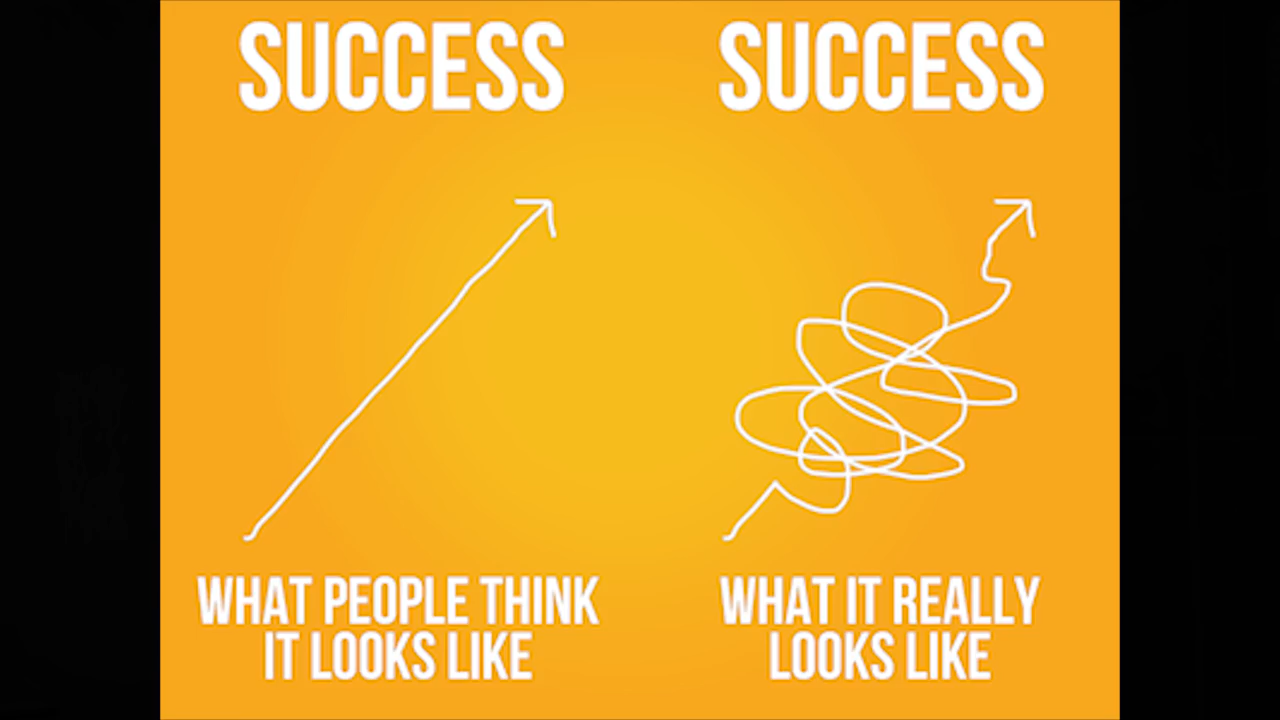 SUCCESS
WHAT PEOPLE THINK
IT LOOKS LIKE
SUCCESS
WHAT IT REALLY
LOOKS LIKE